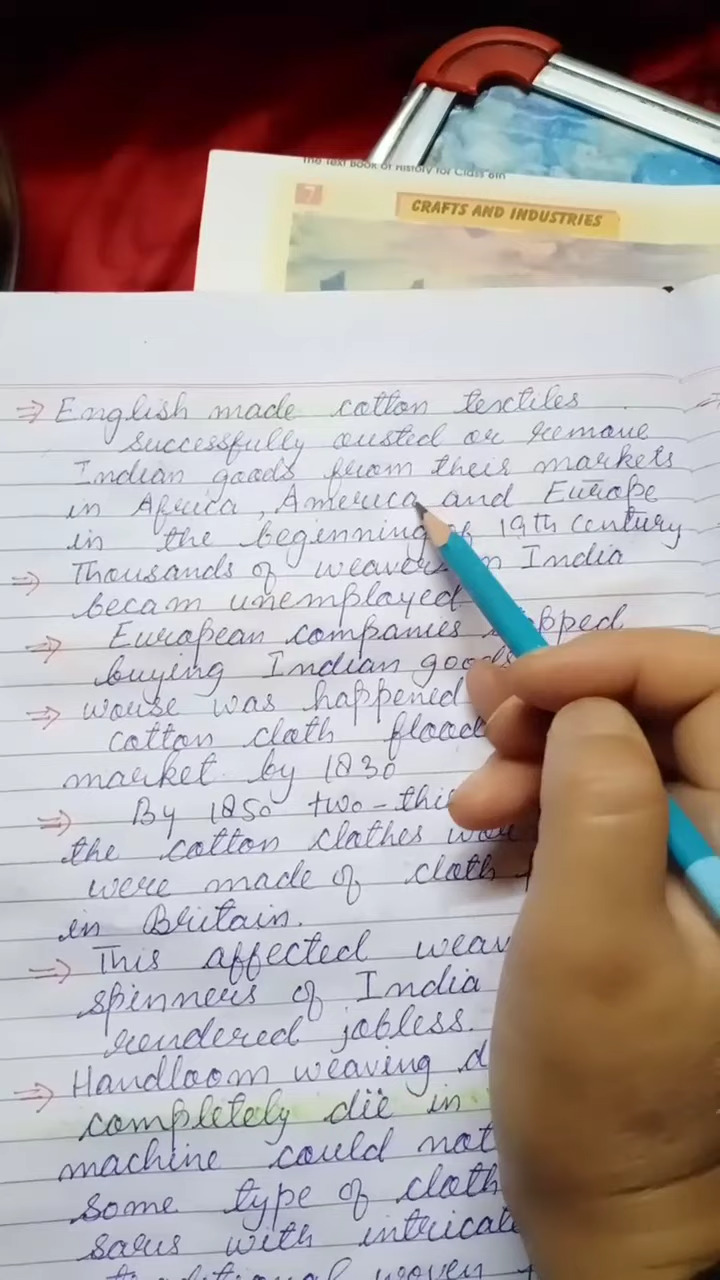 The Text Book of History for Class 8th
7
CRAFTS AND INDUSTRIES
⇒ English made cotton textiles
successfully ousted or remove
Indian goods from their markets
in Africa, America and Europe
in the beginning of 19th century
⇒ Thousands of weavers in India
becam unemployed
⇒ European companies stopped
buying Indian goods
⇒ worse was happened
cotton cloth flood
market by 1830
⇒ By 1850 two-thi
the cotton clothes
were made of cloth
in Britain.
⇒ This affected weav
spinners of India
rendered jobless.
⇒ Handloom weaving d
completely die in
machine could not
some type of cloth
saris with intricat
woven